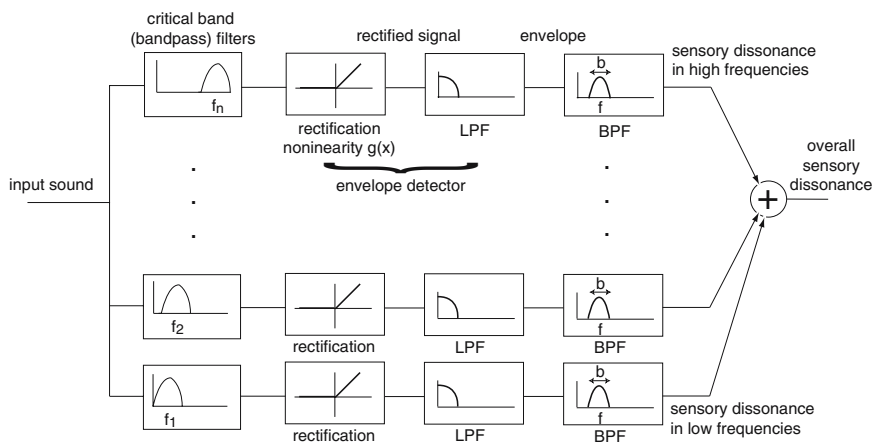 critical band
(bandpass) filters
rectified signal
envelope
sensory dissonance
in high frequencies
fn
b
f
rectification
noninearity g(x)
LPF
BPF
envelope detector
input sound
overall
sensory
dissonance
+
f2
rectification
LPF
b
f
BPF
f1
rectification
LPF
b
f
BPF
sensory dissonance
in low frequencies